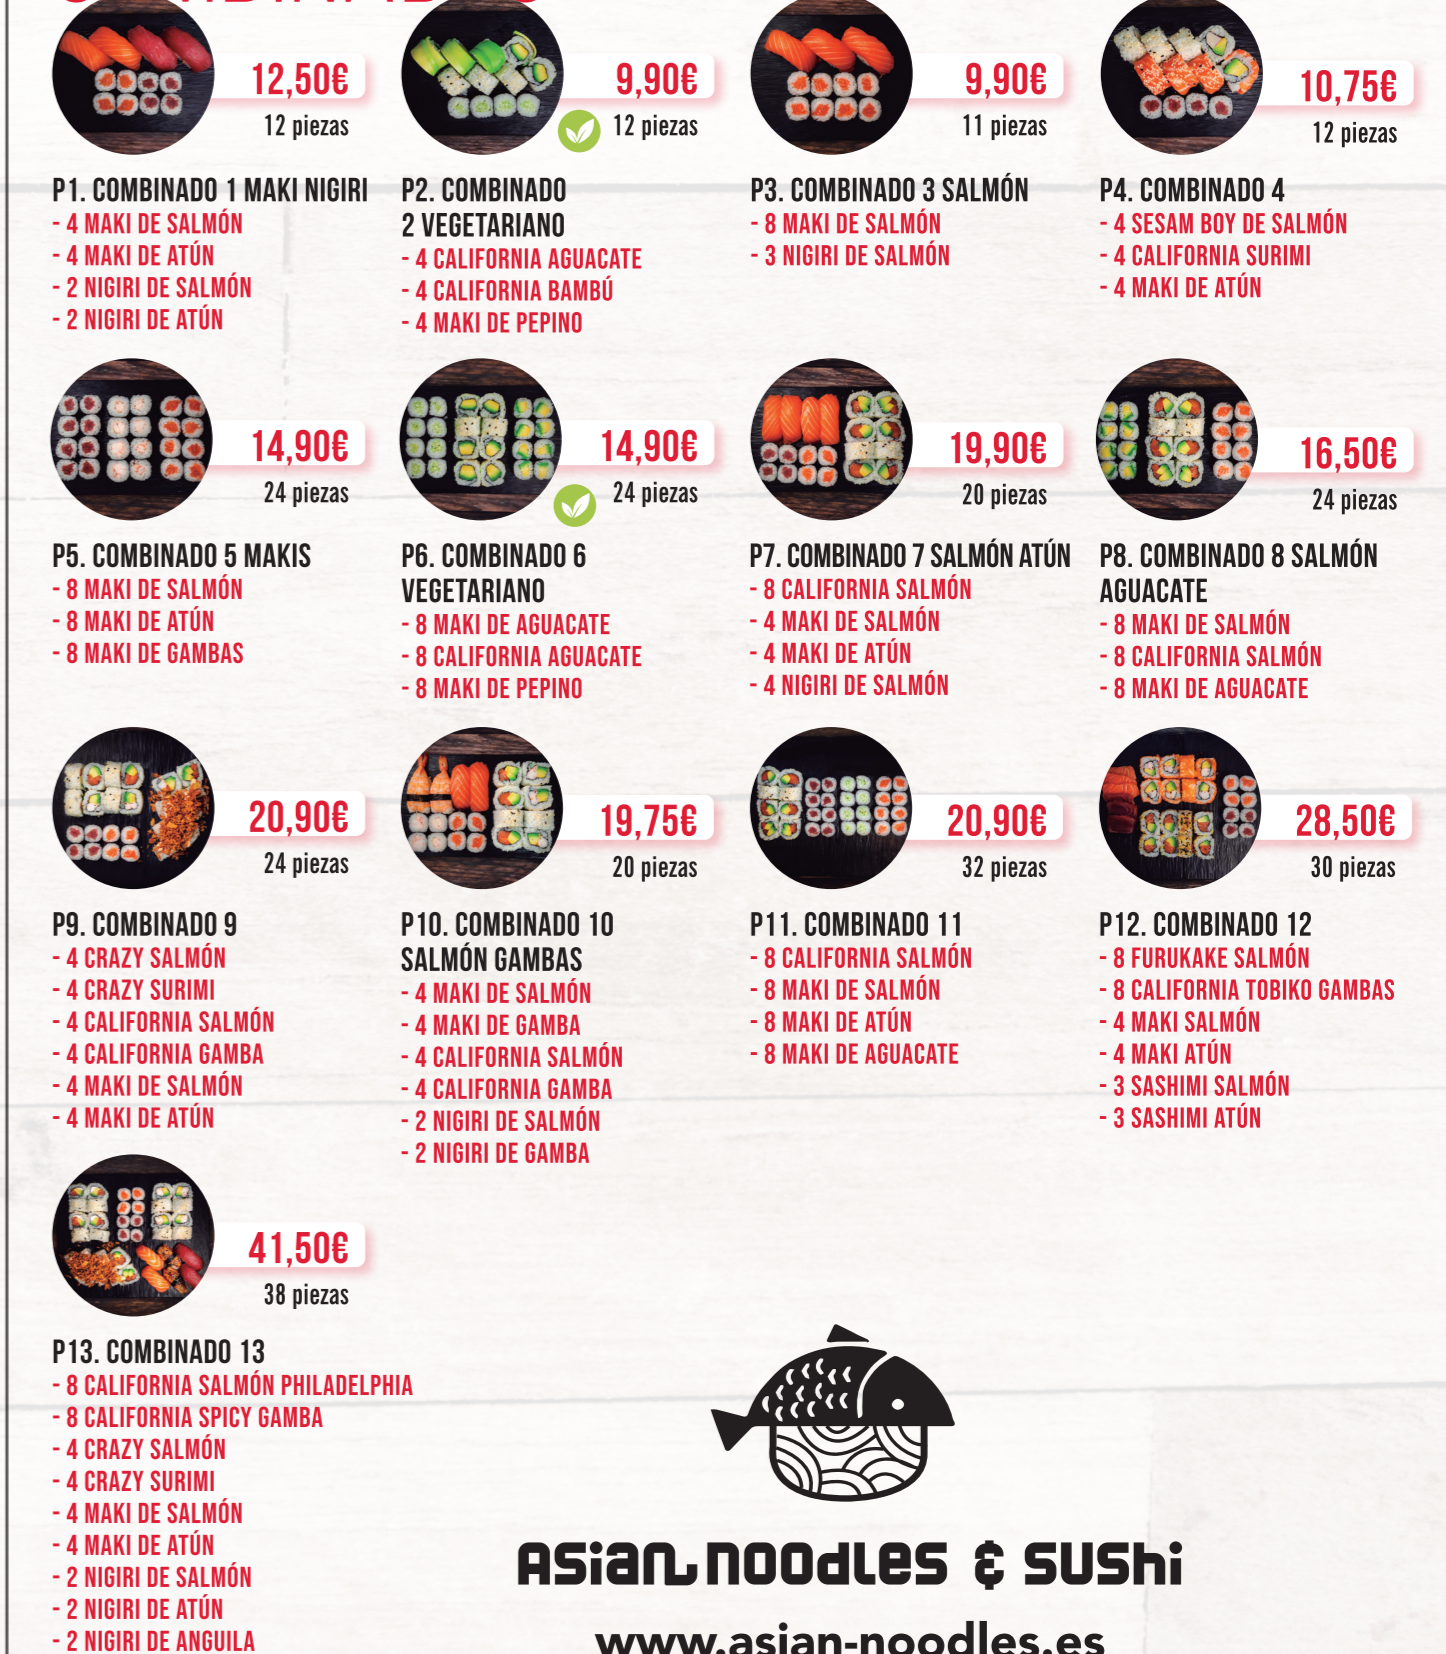 12,50€
12 piezas
P1. COMBINADO 1 MAKI NIGIRI
- 4 MAKI DE SALMÓN
- 4 MAKI DE ATÚN
- 2 NIGIRI DE SALMÓN
- 2 NIGIRI DE ATÚN
9,90€
12 piezas
P2. COMBINADO
2 VEGETARIANO
- 4 CALIFORNIA AGUACATE
- 4 CALIFORNIA BAMBÚ
- 4 MAKI DE PEPINO
9,90€
11 piezas
P3. COMBINADO 3 SALMÓN
- 8 MAKI DE SALMÓN
- 3 NIGIRI DE SALMÓN
10,75€
12 piezas
P4. COMBINADO 4
- 4 SESAM BOY DE SALMÓN
- 4 CALIFORNIA SURIMI
- 4 MAKI DE ATÚN
14,90€
24 piezas
P5. COMBINADO 5 MAKIS
- 8 MAKI DE SALMÓN
- 8 MAKI DE ATÚN
- 8 MAKI DE GAMBAS
14,90€
24 piezas
P6. COMBINADO 6
VEGETARIANO
- 8 MAKI DE AGUACATE
- 8 CALIFORNIA AGUACATE
- 8 MAKI DE PEPINO
19,90€
20 piezas
P7. COMBINADO 7 SALMÓN ATÚN
- 8 CALIFORNIA SALMÓN
- 4 MAKI DE SALMÓN
- 4 MAKI DE ATÚN
- 4 NIGIRI DE SALMÓN
16,50€
24 piezas
P8. COMBINADO 8 SALMÓN
AGUACATE
- 8 MAKI DE SALMÓN
- 8 CALIFORNIA SALMÓN
- 8 MAKI DE AGUACATE
20,90€
24 piezas
P9. COMBINADO 9
- 4 CRAZY SALMÓN
- 4 CRAZY SURIMI
- 4 CALIFORNIA SALMÓN
- 4 CALIFORNIA GAMBA
- 4 MAKI DE SALMÓN
- 4 MAKI DE ATÚN
19,75€
20 piezas
P10. COMBINADO 10
SALMÓN GAMBAS
- 4 MAKI DE SALMÓN
- 4 MAKI DE GAMBA
- 4 CALIFORNIA SALMÓN
- 4 CALIFORNIA GAMBA
- 2 NIGIRI DE SALMÓN
- 2 NIGIRI DE GAMBA
20,90€
32 piezas
P11. COMBINADO 11
- 8 CALIFORNIA SALMÓN
- 8 MAKI DE SALMÓN
- 8 MAKI DE ATÚN
- 8 MAKI DE AGUACATE
28,50€
30 piezas
P12. COMBINADO 12
- 8 FURUKAKE SALMÓN
- 8 CALIFORNIA TOBIKO GAMBAS
- 4 MAKI SALMÓN
- 4 MAKI ATÚN
- 3 SASHIMI SALMÓN
- 3 SASHIMI ATÚN
41,50€
38 piezas
P13. COMBINADO 13
- 8 CALIFORNIA SALMÓN PHILADELPHIA
- 8 CALIFORNIA SPICY GAMBA
- 4 CRAZY SALMÓN
- 4 CRAZY SURIMI
- 4 MAKI DE SALMÓN
- 4 MAKI DE ATÚN
- 2 NIGIRI DE SALMÓN
- 2 NIGIRI DE ATÚN
- 2 NIGIRI DE ANGUILA
ASian NOODLES & SUShi
www.asian-noodles.es